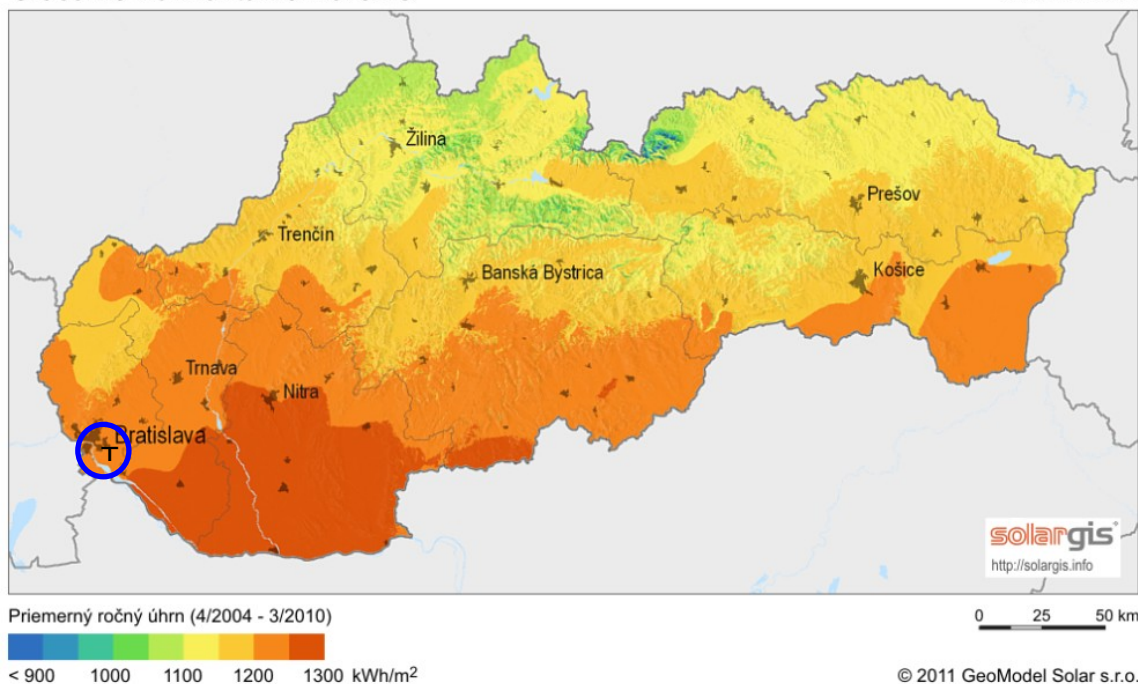 Žilina
Prešov
Trenčín
Banská Bystrica
Košice
Trnava
Nitra
Bratislava
T
solargis
http://solargis.info
Priemerný ročný úhrn (4/2004 - 3/2010)
0 25 50 km
< 900 1000 1100 1200 1300 kWh/m2
© 2011 GeoModel Solar s.r.o.